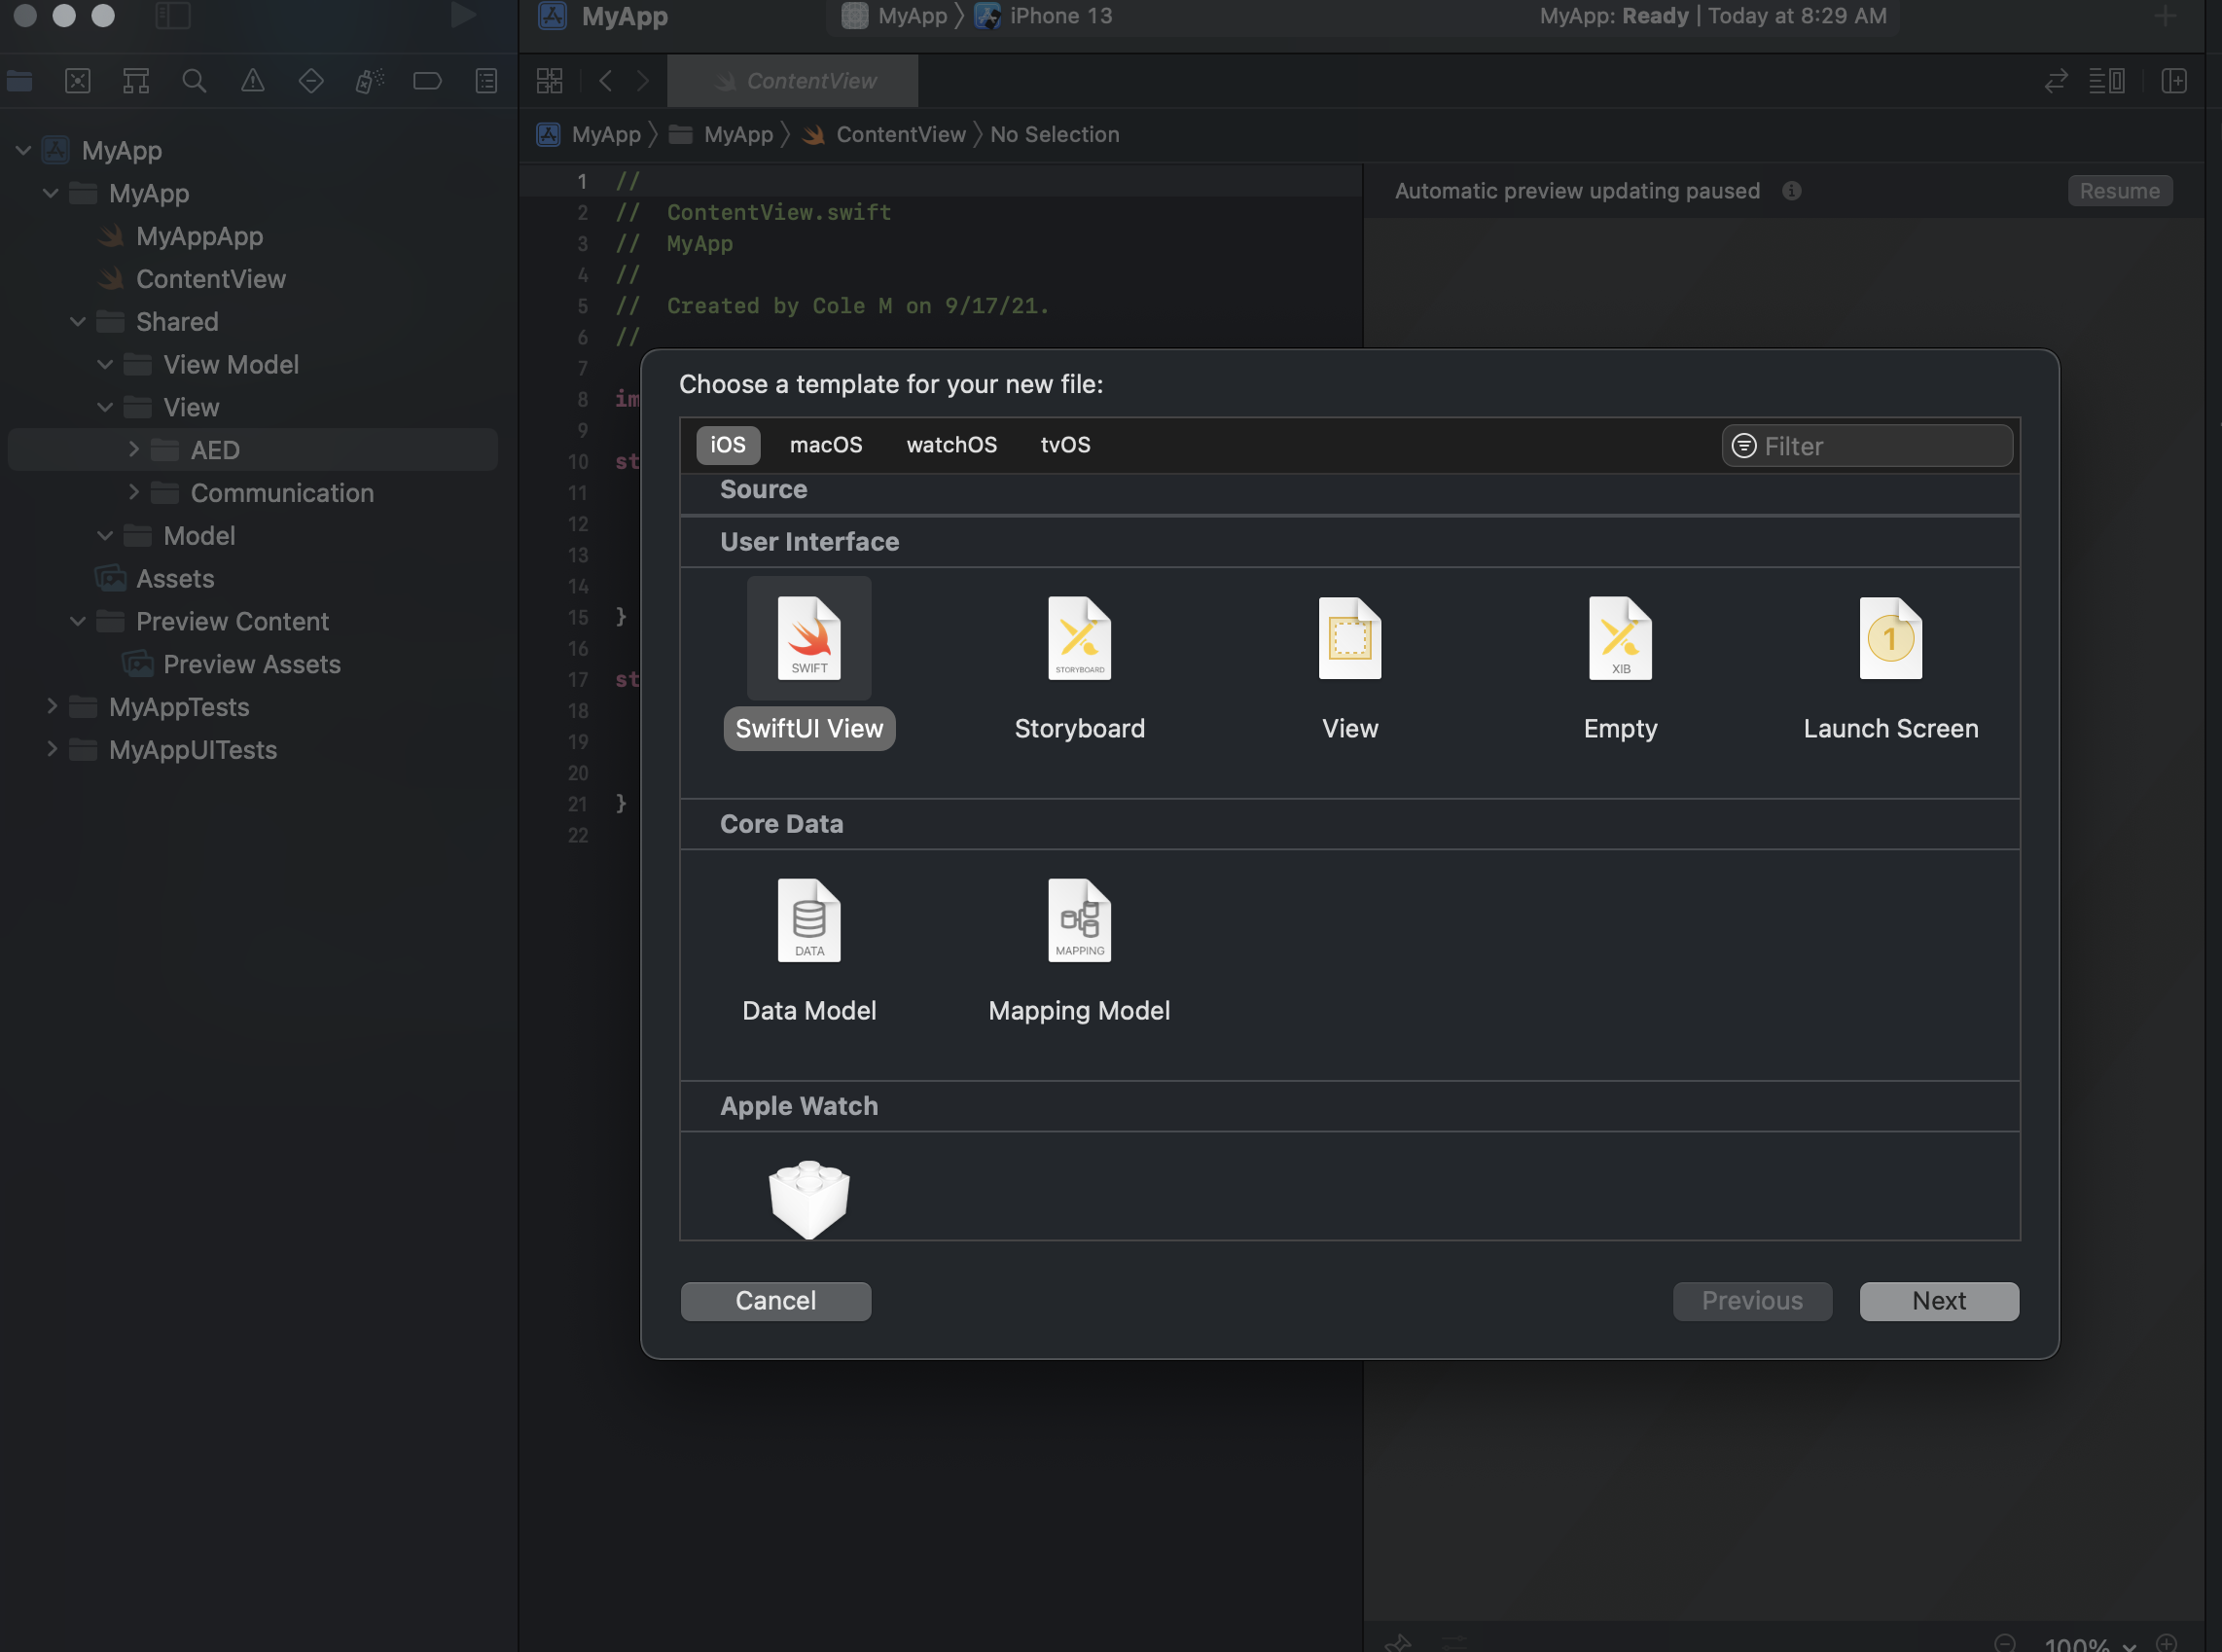 MyApp
MyApp 〉 iPhone 13
MyApp: Ready | Today at 8:29 AM
ContentView
MyApp 〉 MyApp 〉 ContentView 〉 No Selection
MyApp
MyApp
MyAppApp
ContentView
Shared
View Model
View
AED
Communication
Model
Assets
Preview Content
Preview Assets
MyAppTests
MyAppUITests
1 //
2 //  ContentView.swift
3 //  MyApp
4 //
5 //  Created by Cole M on 9/17/21.
6 //
7
8 im
9
10 st
11
12
13
14
15 }
16
17 st
18
19
20
21 }
22
Automatic preview updating paused
Resume
Choose a template for your new file:
iOS macOS watchOS tvOS
Filter
Source
User Interface
SWIFT
STORYBOARD
XIB
1
SwiftUI View
Storyboard
View
Empty
Launch Screen
Core Data
DATA
MAPPING
Data Model
Mapping Model
Apple Watch
Cancel
Previous
Next
100%